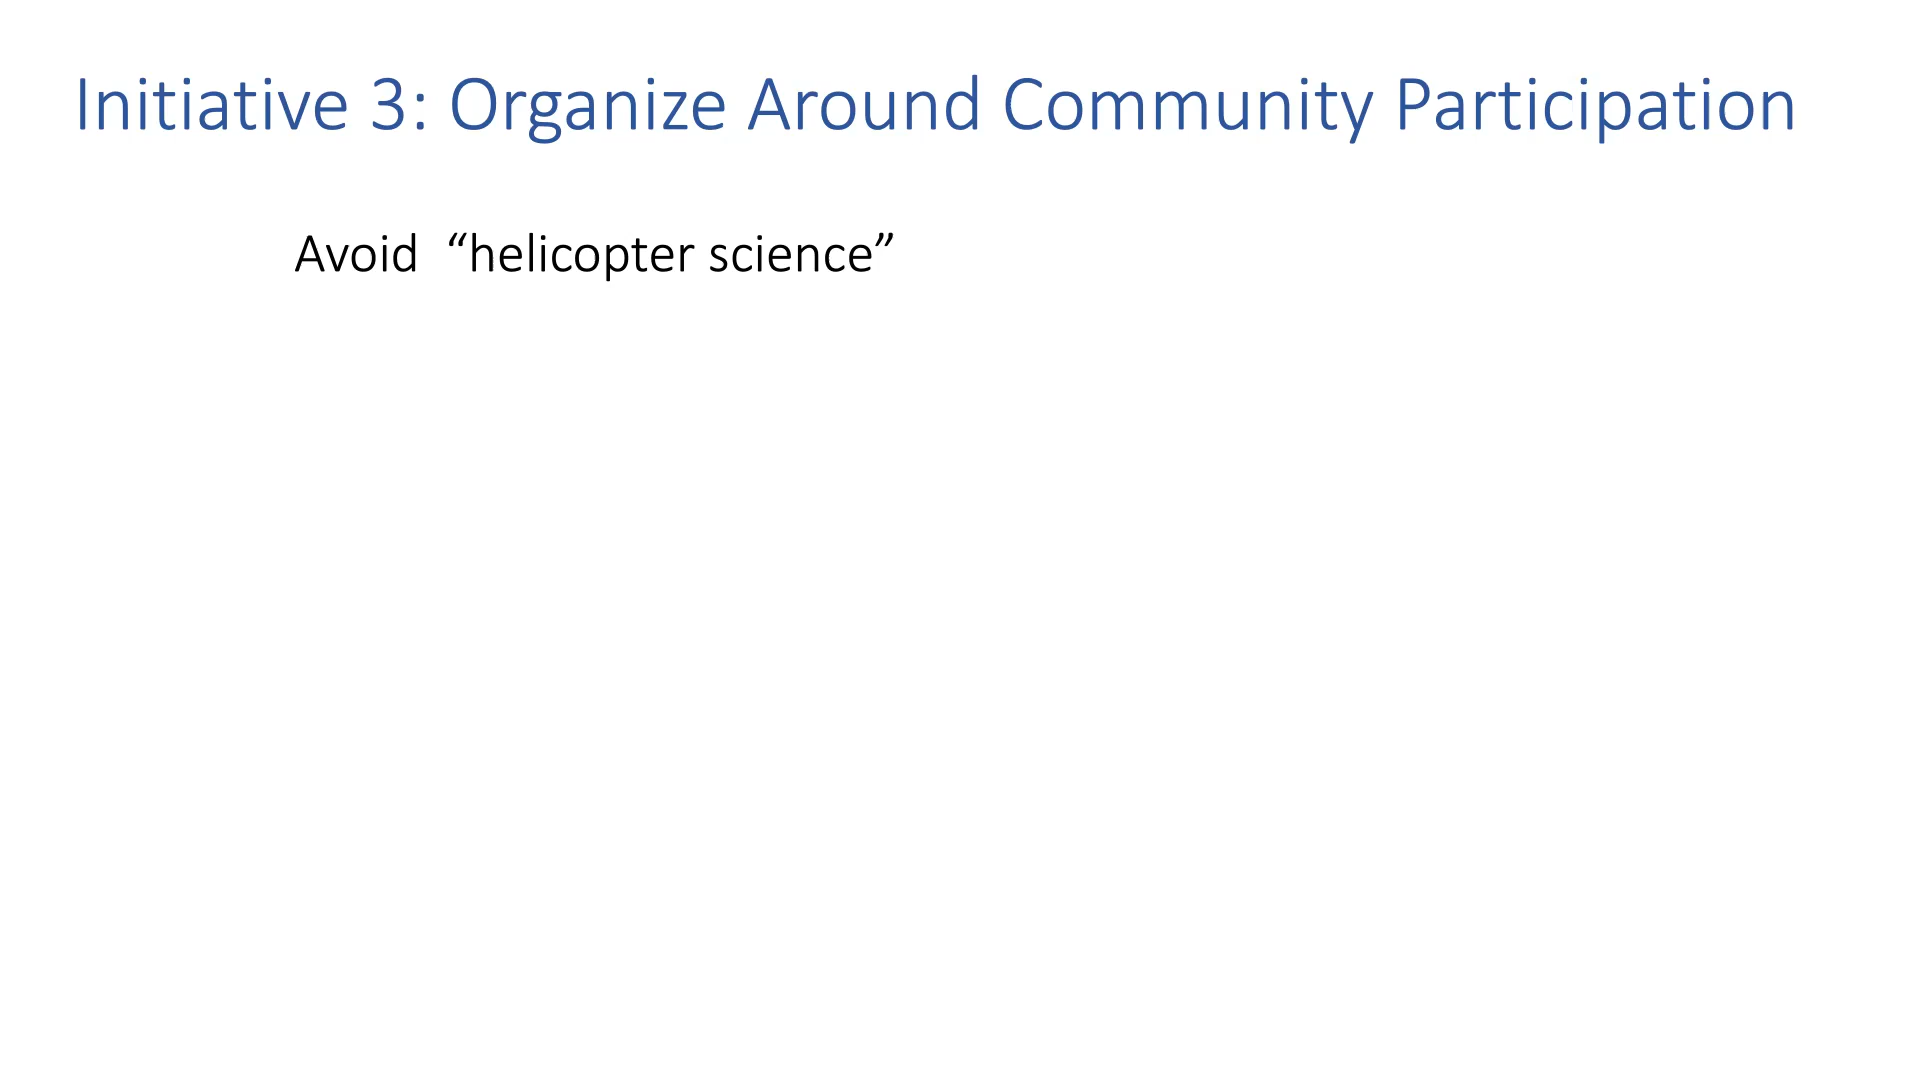 Initiative 3: Organize Around Community Participation
Avoid  “helicopter science”